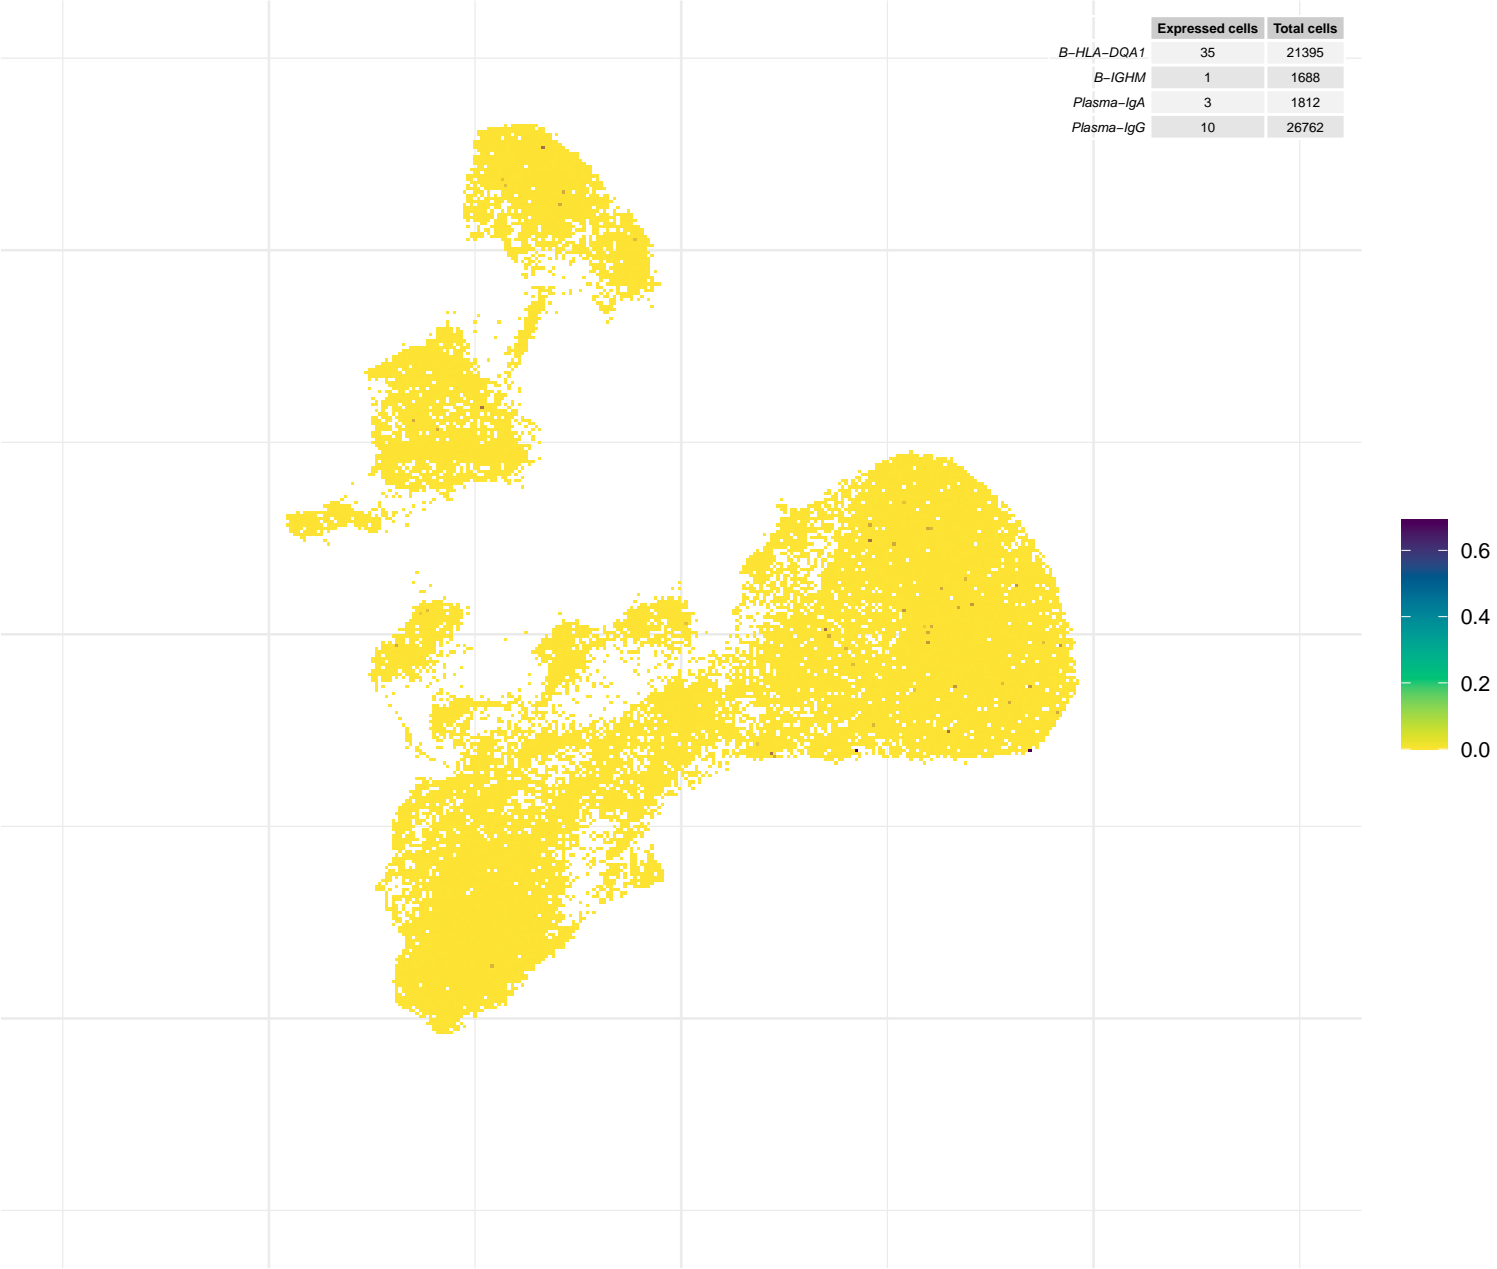 Expressed cells Total cells
B−HLA−DQA1 35 21395
B−IGHM 1 1688
Plasma−IgA 3 1812
Plasma−IgG 10 26762
0.6
0.4
0.2
0.0